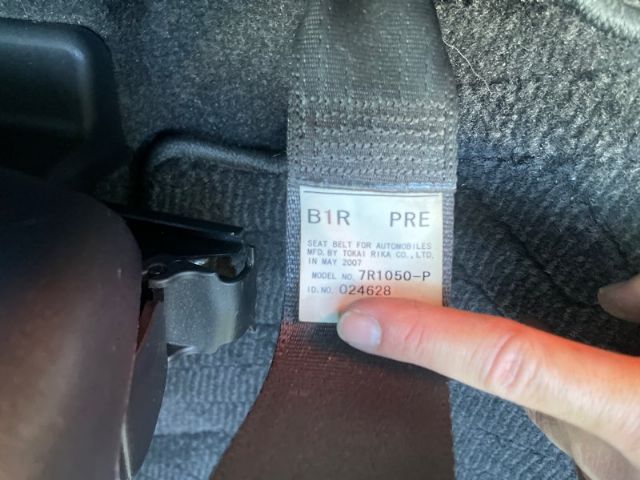 B1R PRE
SEAT BELT FOR AUTOMOBILES
MFD. BY TOKAI RIKA CO., LTD.
IN MAY 2007
MODEL NO. 7R1050-P
ID. NO. 024628